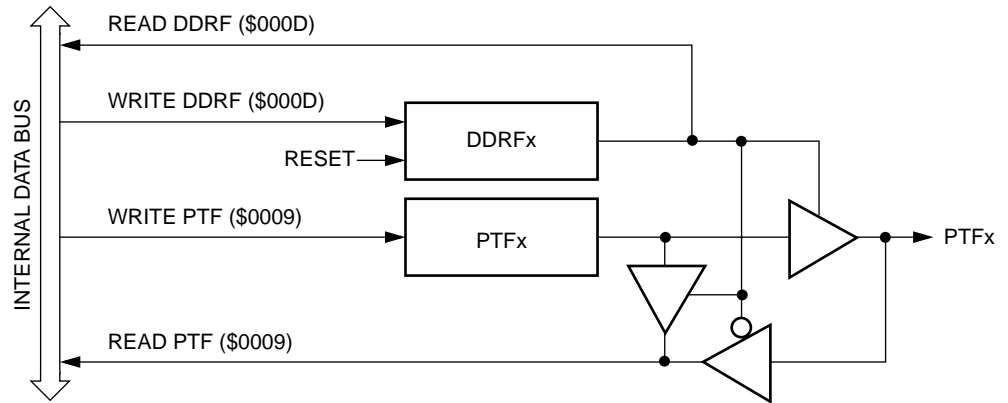 READ DDRF ($000D)
WRITE DDRF ($000D)
DDRFx
RESET
INTERNAL DATA BUS
WRITE PTF ($0009)
PTFx
PTFx
READ PTF ($0009)